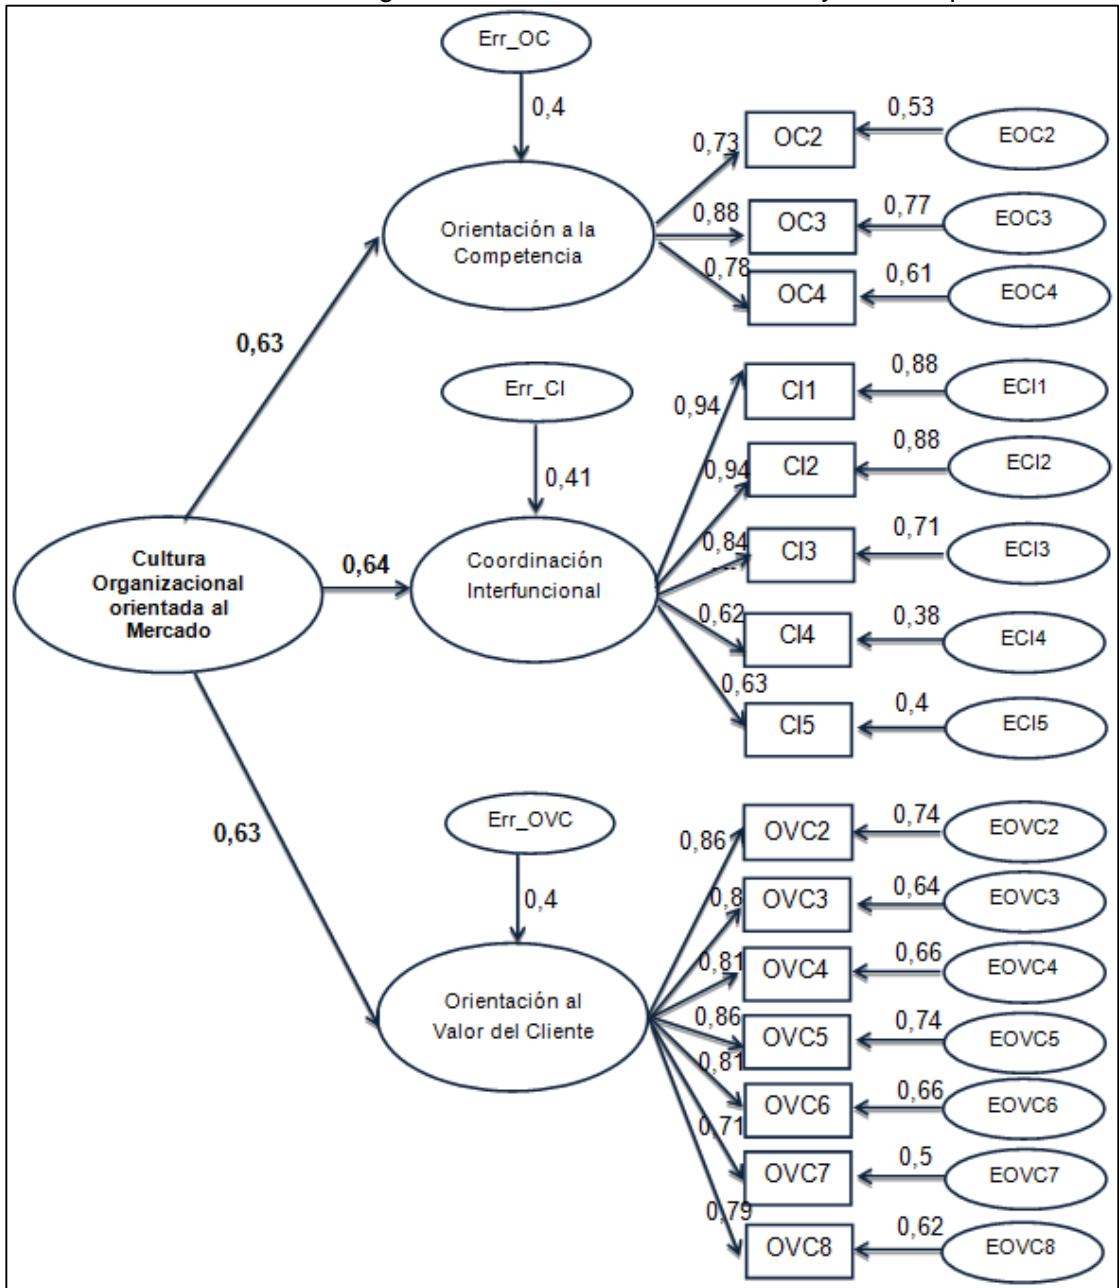 Err_OC
0,4
OC2
0,53
EOC2
0,73
Orientación a la
Competencia
0,88
OC3
0,77
EOC3
0,78
OC4
0,61
EOC4
0,63
Err_CI
0,41
CI1
0,88
ECI1
0,94
CI2
0,88
ECI2
0,94
Cultura
Organizacional
orientada al
Mercado
0,64
Coordinación
Interfuncional
0,84
CI3
0,71
ECI3
0,62
CI4
0,38
ECI4
0,63
CI5
0,4
ECI5
0,63
Err_OVC
0,4
0,86
OVC2
0,74
EOVC2
0,8
OVC3
0,64
EOVC3
Orientación al
Valor del Cliente
0,81
OVC4
0,66
EOVC4
0,86
OVC5
0,74
EOVC5
0,81
OVC6
0,66
EOVC6
0,71
OVC7
0,5
EOVC7
0,79
OVC8
0,62
EOVC8